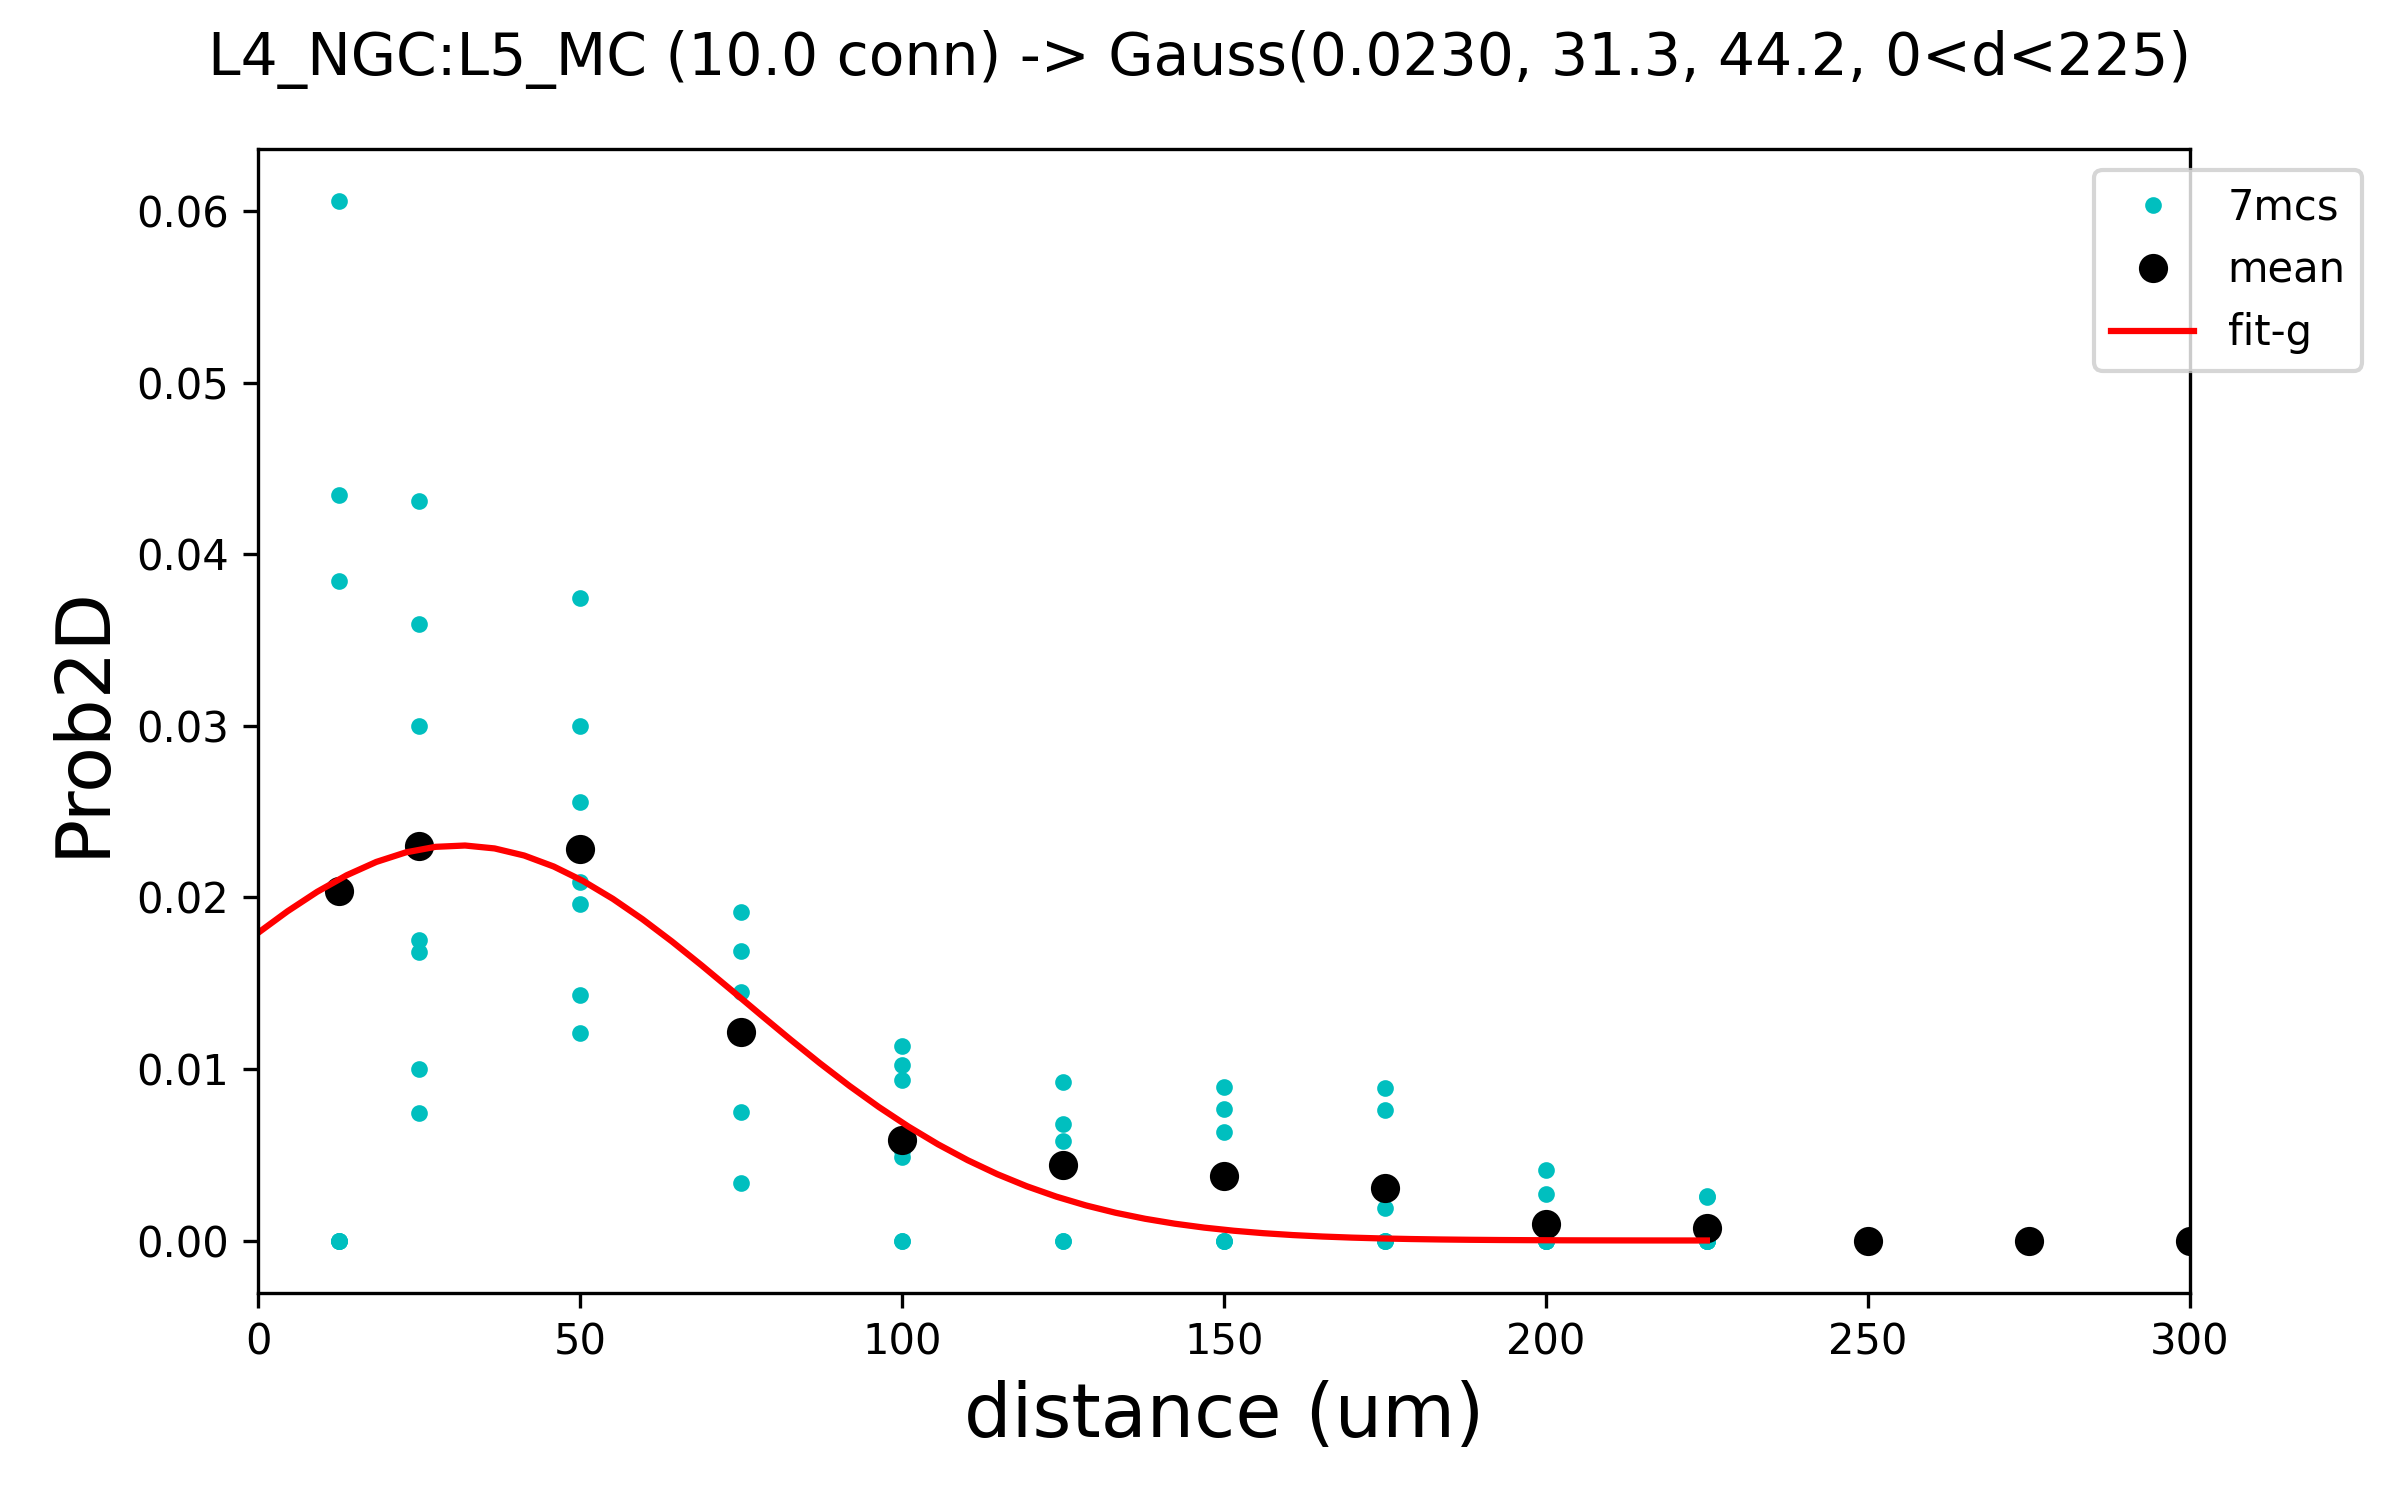 L4_NGC:L5_MC (10.0 conn) -> Gauss(0.0230, 31.3, 44.2, 0<d<225)
7mcs
mean
fit-g
Prob2D
0.06
0.05
0.04
0.03
0.02
0.01
0.00
0 50 100 150 200 250 300
distance (um)